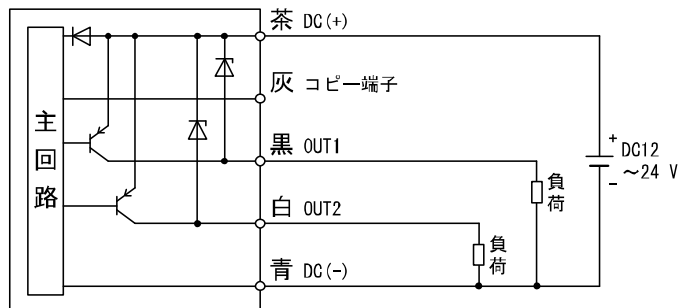 茶 DC(+)
灰 コピー端子
主回路
黒 OUT1
白 OUT2
青 DC(-)
負荷
負荷
+
DC12
～24 V
-